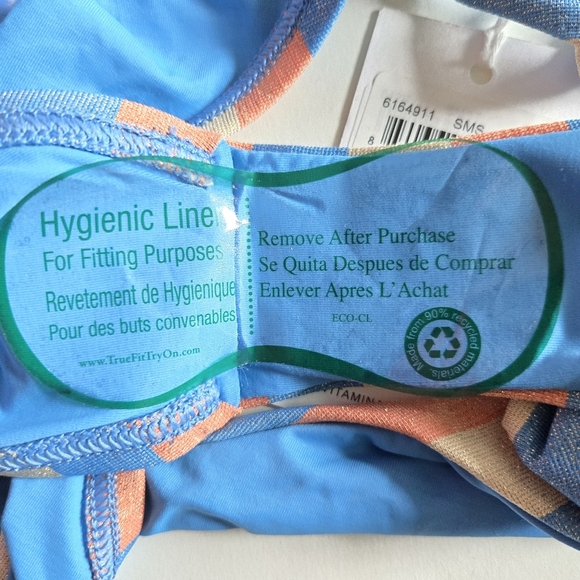 6164911 SMS
8
Hygienic Liner
For Fitting Purposes
Revetement de Hygienique
Pour des buts convenables
www.TrueFitTryOn.com
Remove After Purchase
Se Quita Despues de Comprar
Enlever Apres L'Achat
ECO-CL
Made from 90% recycled materials.